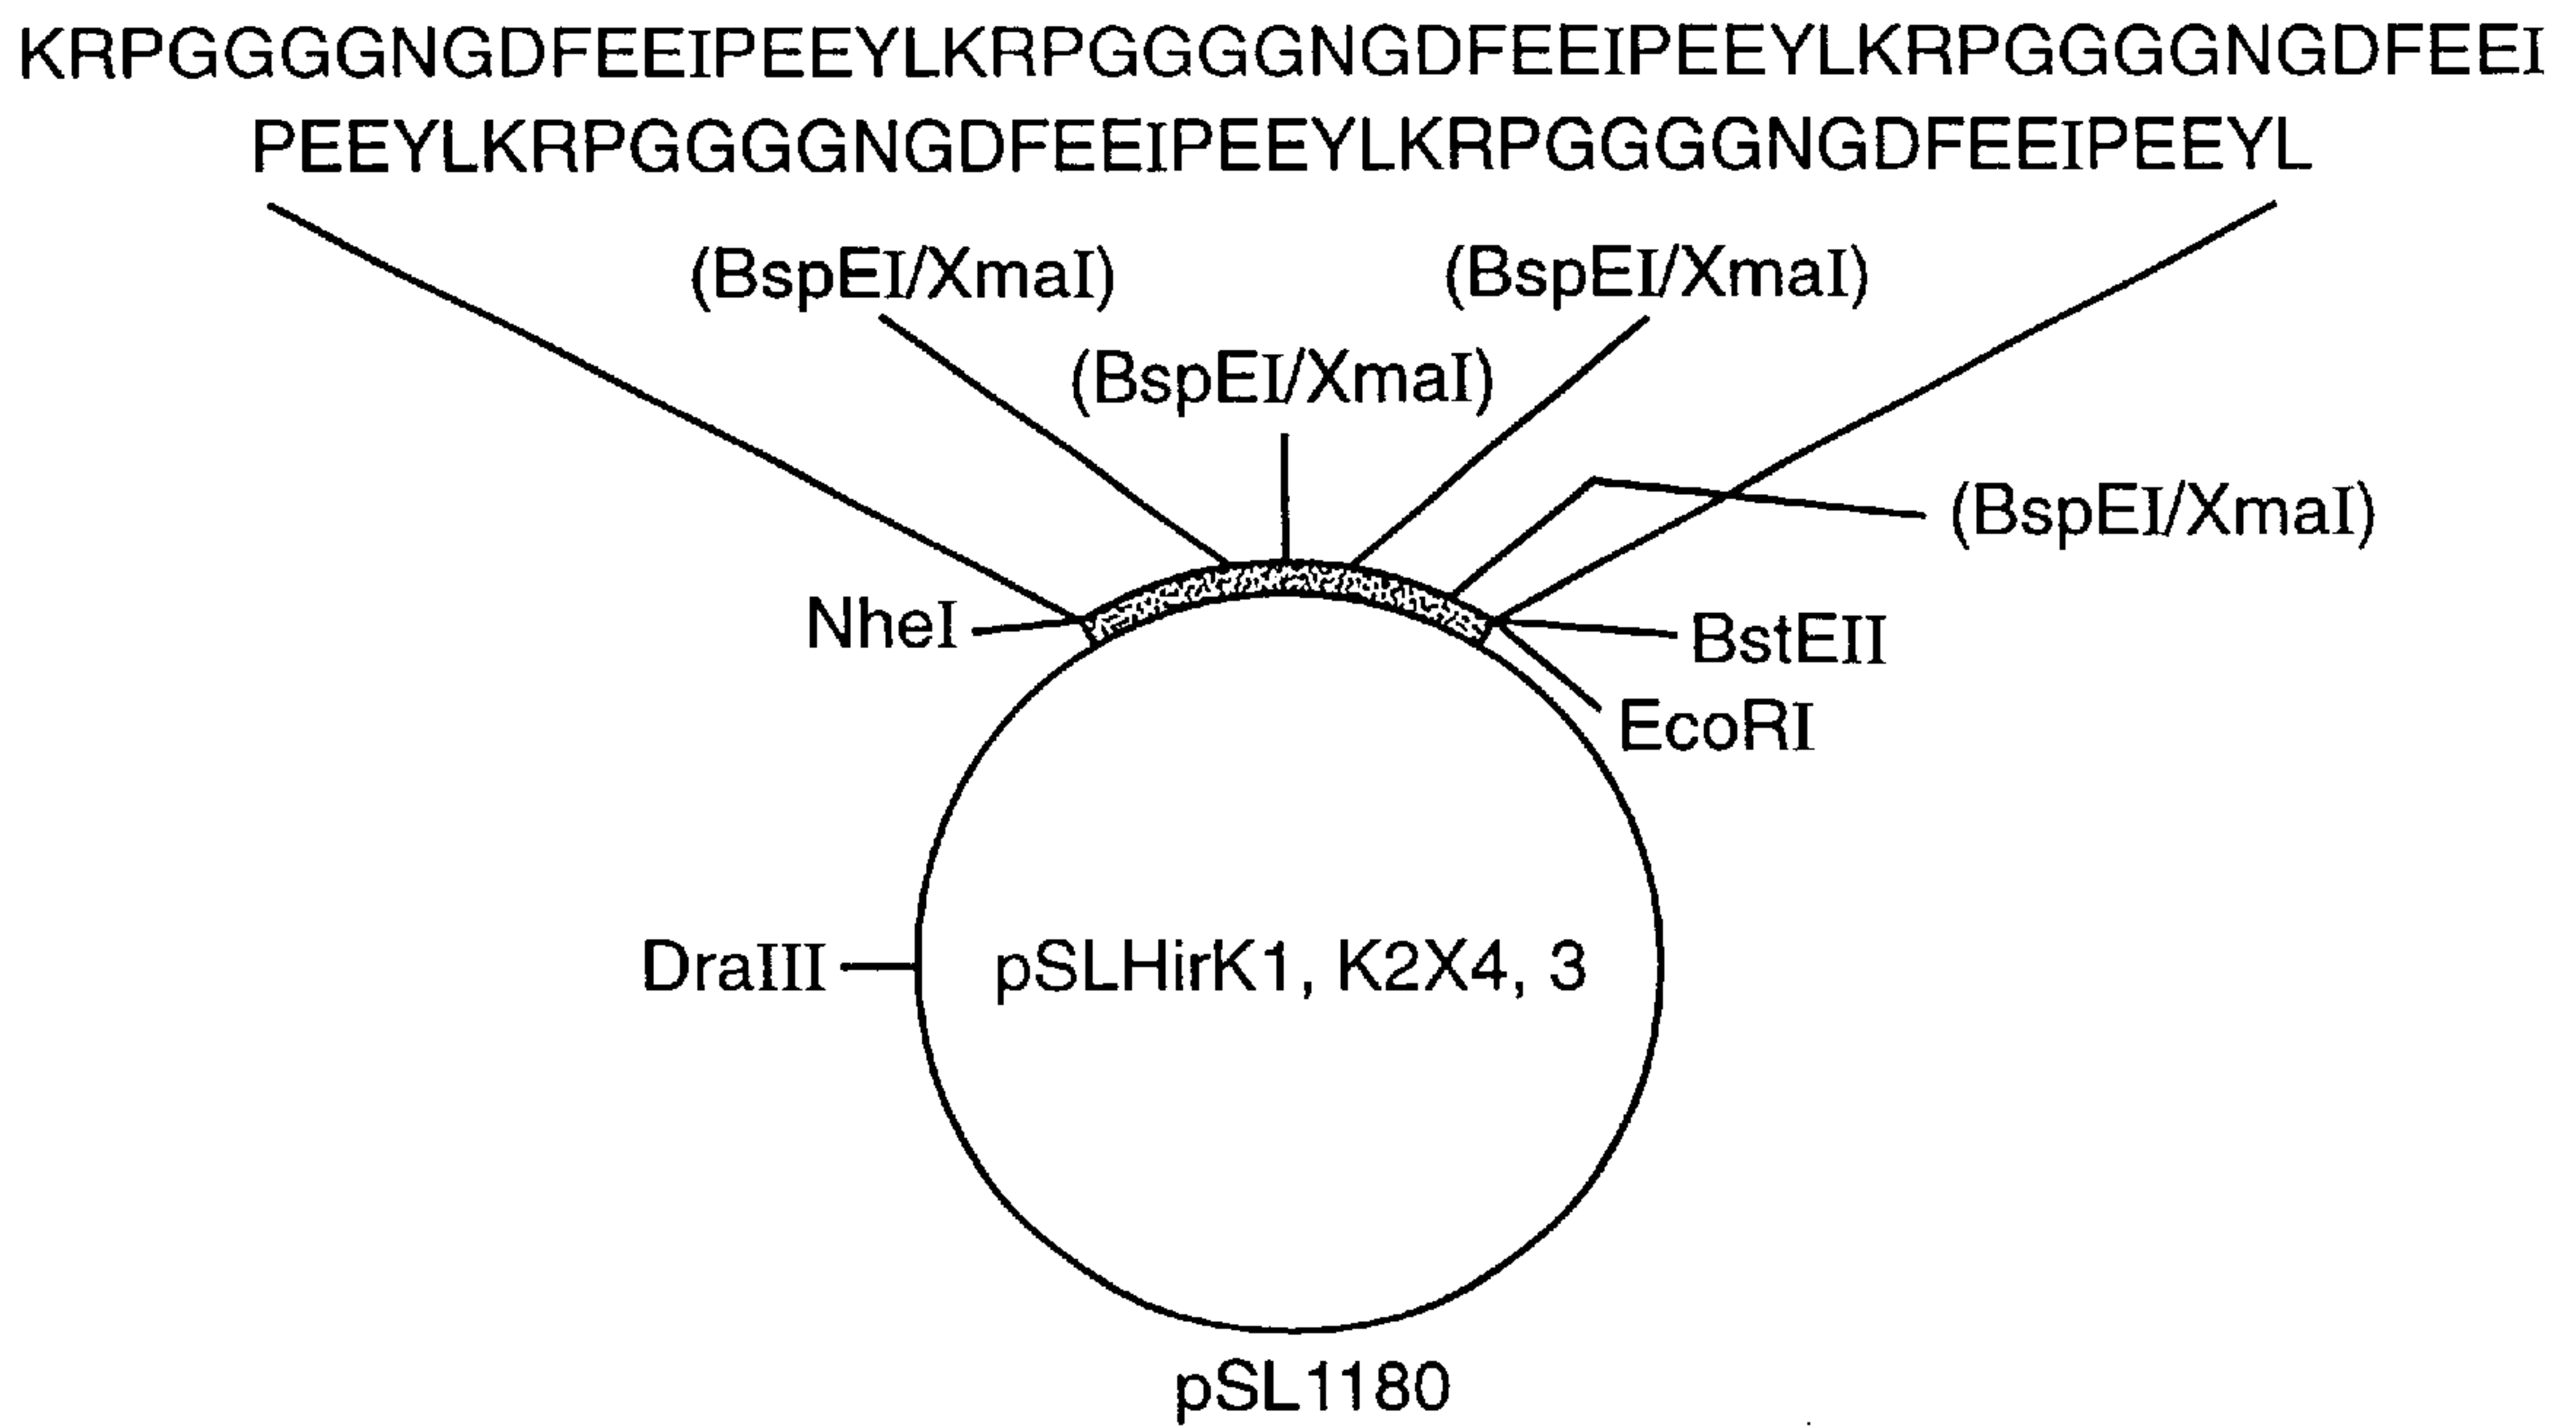 KRPGGGGNGDFEEIPEEYLKRPGGGGNGDFEEIPEEYLKRPGGGGNGDFEEI
PEEYLKRPGGGGNGDFEEIPEEYLKRPGGGGNGDFEEIPEEYL
(BspEI/XmaI)
(BspEI/XmaI)
(BspEI/XmaI)
(BspEI/XmaI)
NheI
BstEII
EcoRI
DraIII
pSLHirK1, K2X4, 3
pSL1180